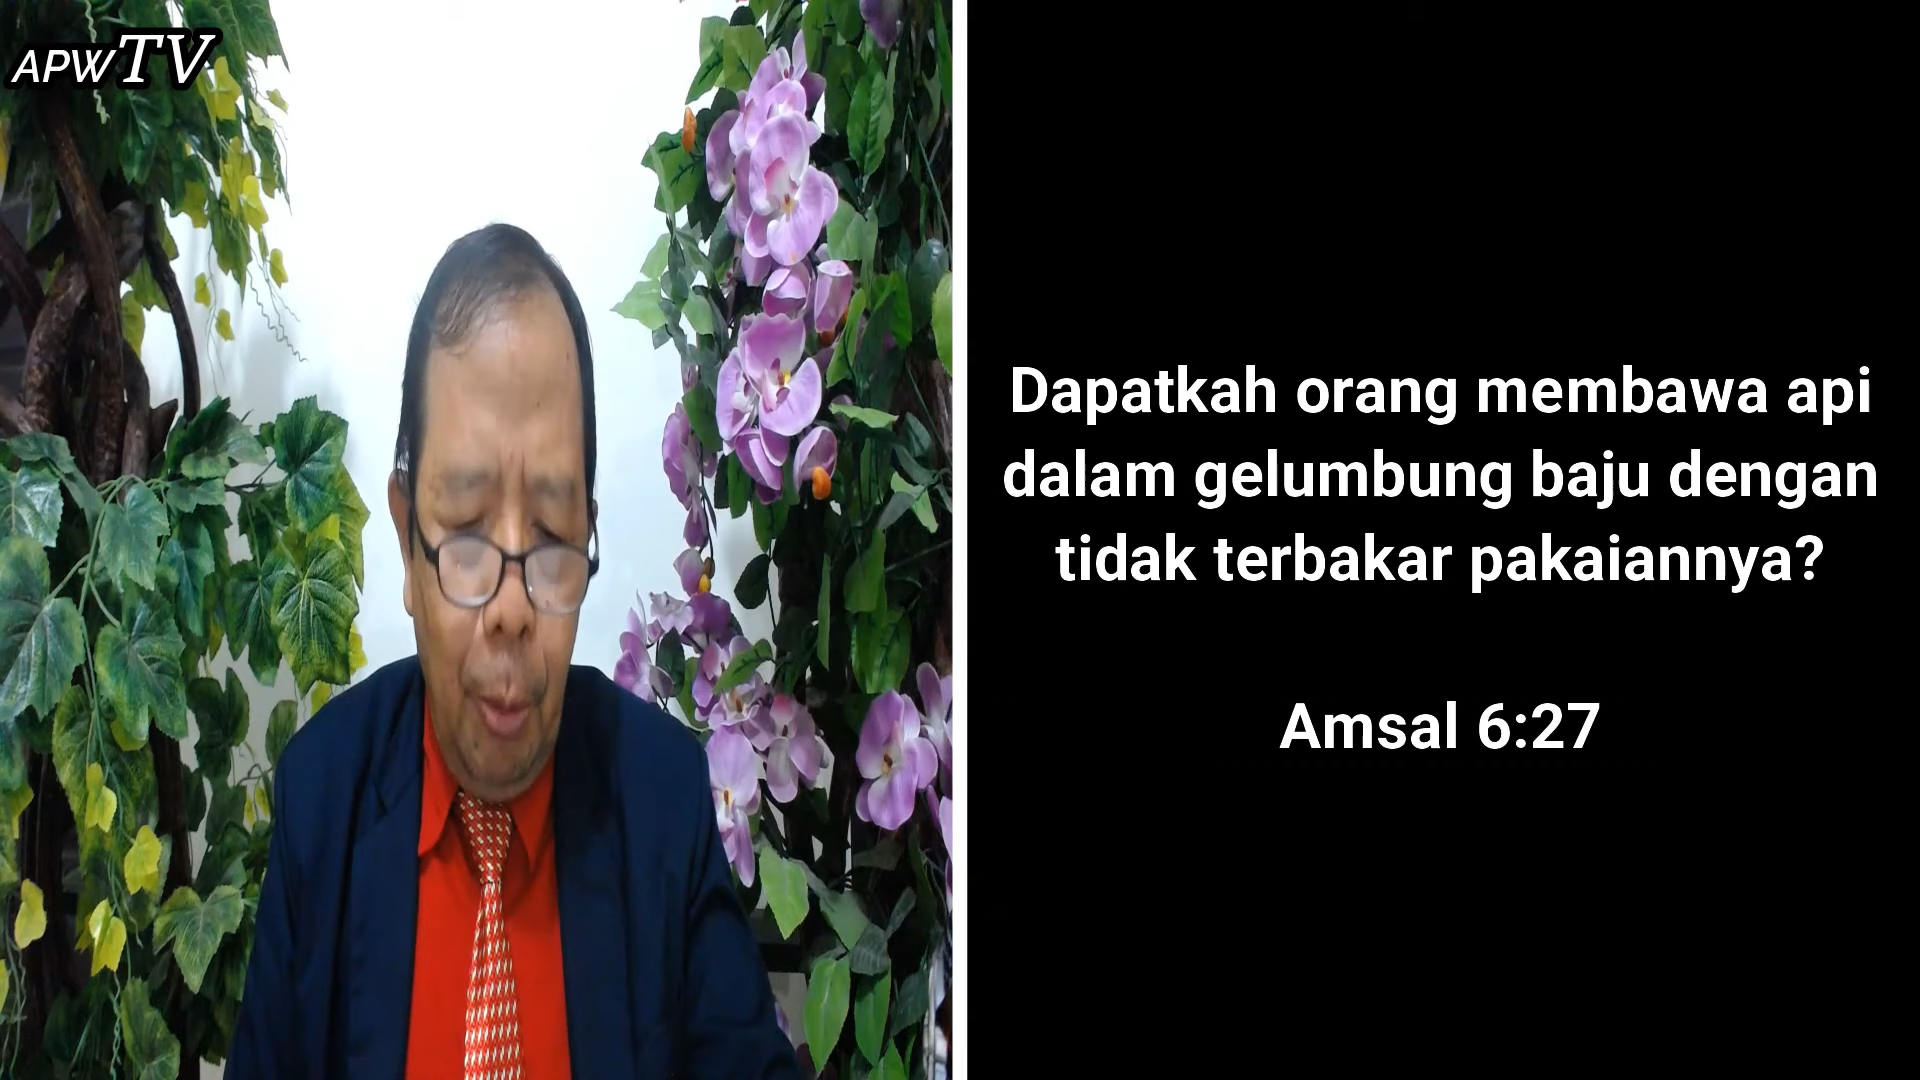 APWTV
Dapatkah orang membawa api
dalam gelumbung baju dengan
tidak terbakar pakaiannya?
Amsal 6:27